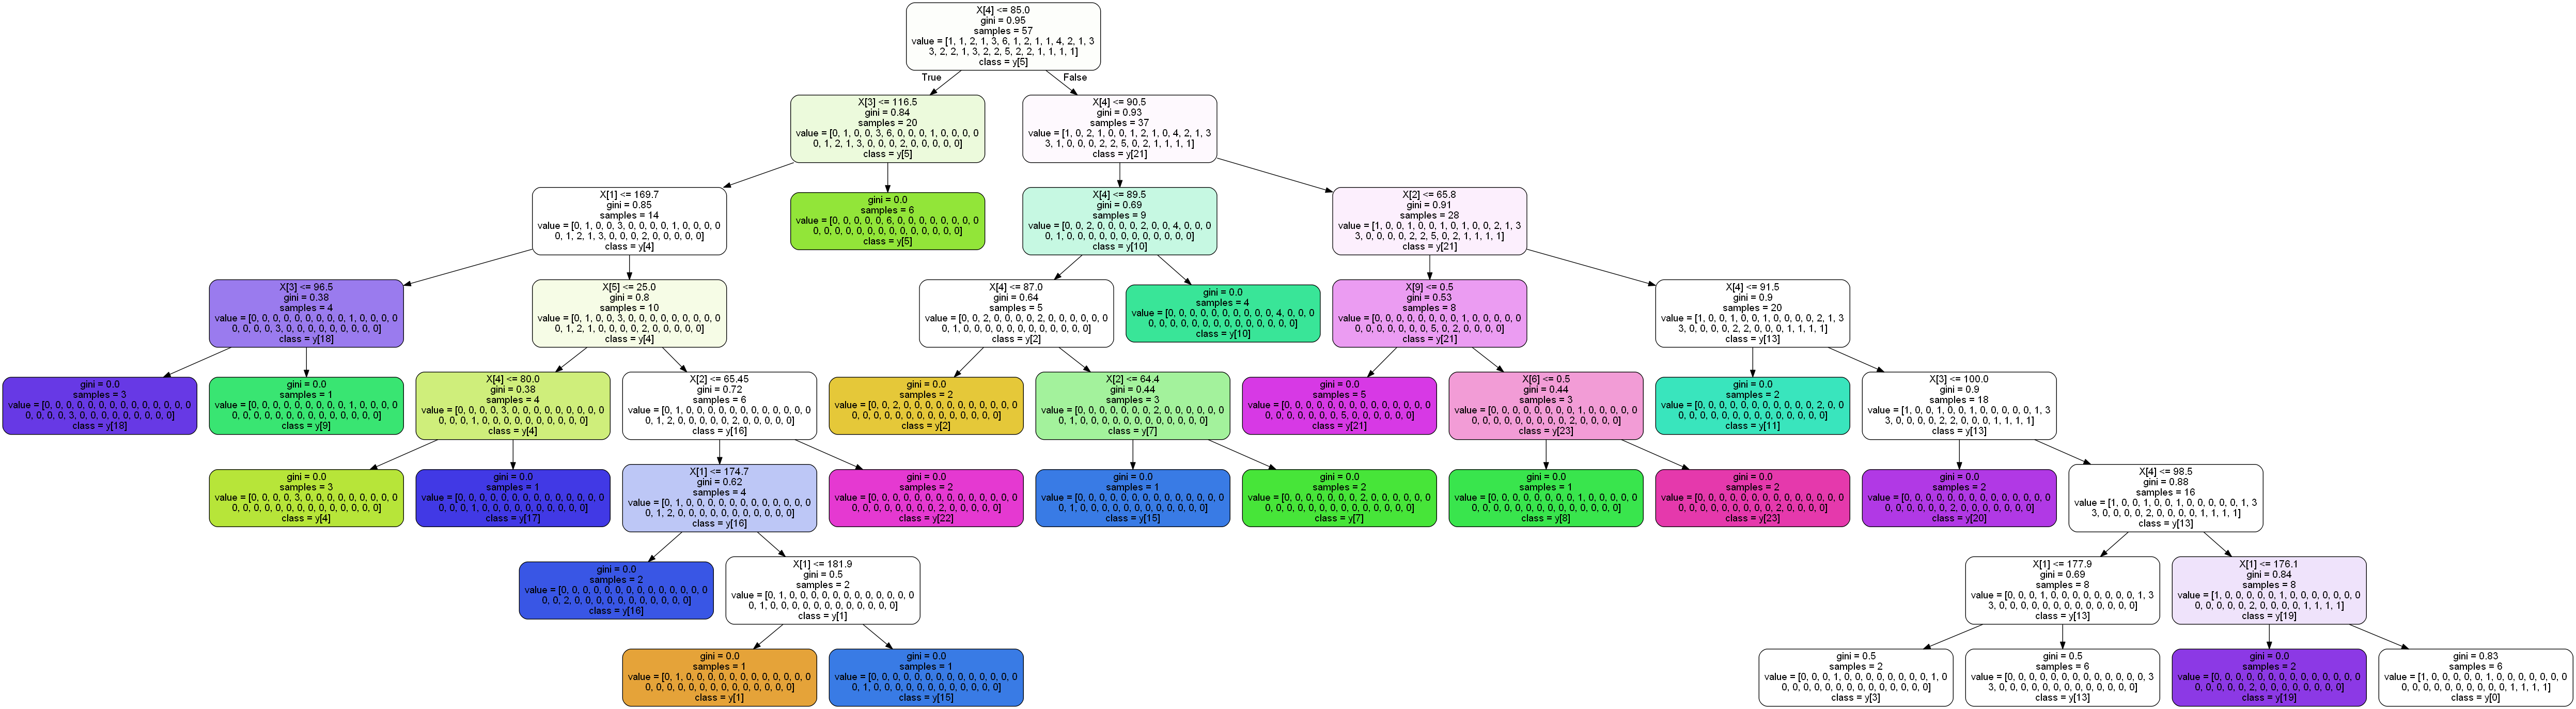 X[4] <= 85.0
gini = 0.95
samples = 57
value = [1, 1, 2, 1, 3, 6, 1, 2, 1, 1, 4, 2, 1, 3
3, 2, 2, 1, 3, 2, 2, 5, 2, 2, 1, 1, 1, 1]
class = y[5]
True
False
X[3] <= 116.5
gini = 0.84
samples = 20
value = [0, 1, 0, 0, 3, 6, 0, 0, 0, 1, 0, 0, 0, 0
0, 1, 2, 1, 3, 0, 0, 0, 2, 0, 0, 0, 0, 0]
class = y[5]
X[4] <= 90.5
gini = 0.93
samples = 37
value = [1, 0, 2, 1, 0, 0, 1, 2, 1, 0, 4, 2, 1, 3
3, 1, 0, 0, 0, 2, 2, 5, 0, 2, 1, 1, 1, 1]
class = y[21]
X[1] <= 169.7
gini = 0.85
samples = 14
value = [0, 1, 0, 0, 3, 0, 0, 0, 0, 1, 0, 0, 0, 0
0, 1, 2, 1, 3, 0, 0, 0, 2, 0, 0, 0, 0, 0]
class = y[4]
gini = 0.0
samples = 6
value = [0, 0, 0, 0, 0, 6, 0, 0, 0, 0, 0, 0, 0, 0
0, 0, 0, 0, 0, 0, 0, 0, 0, 0, 0, 0, 0, 0]
class = y[5]
X[4] <= 89.5
gini = 0.69
samples = 9
value = [0, 0, 2, 0, 0, 0, 0, 2, 0, 0, 4, 0, 0, 0
0, 1, 0, 0, 0, 0, 0, 0, 0, 0, 0, 0, 0, 0]
class = y[10]
X[2] <= 65.8
gini = 0.91
samples = 28
value = [1, 0, 0, 1, 0, 0, 1, 0, 1, 0, 0, 2, 1, 3
3, 0, 0, 0, 0, 2, 2, 5, 0, 2, 1, 1, 1, 1]
class = y[21]
X[3] <= 96.5
gini = 0.38
samples = 4
value = [0, 0, 0, 0, 0, 0, 0, 0, 0, 1, 0, 0, 0, 0
0, 0, 0, 0, 3, 0, 0, 0, 0, 0, 0, 0, 0, 0]
class = y[18]
X[5] <= 25.0
gini = 0.8
samples = 10
value = [0, 1, 0, 0, 3, 0, 0, 0, 0, 0, 0, 0, 0, 0
0, 1, 2, 1, 0, 0, 0, 0, 2, 0, 0, 0, 0, 0]
class = y[4]
X[4] <= 87.0
gini = 0.64
samples = 5
value = [0, 0, 2, 0, 0, 0, 0, 2, 0, 0, 0, 0, 0, 0
0, 1, 0, 0, 0, 0, 0, 0, 0, 0, 0, 0, 0, 0]
class = y[2]
gini = 0.0
samples = 4
value = [0, 0, 0, 0, 0, 0, 0, 0, 0, 0, 4, 0, 0, 0
0, 0, 0, 0, 0, 0, 0, 0, 0, 0, 0, 0, 0, 0]
class = y[10]
X[9] <= 0.5
gini = 0.53
samples = 8
value = [0, 0, 0, 0, 0, 0, 0, 0, 1, 0, 0, 0, 0, 0
0, 0, 0, 0, 0, 0, 0, 5, 0, 2, 0, 0, 0, 0]
class = y[21]
X[4] <= 91.5
gini = 0.9
samples = 20
value = [1, 0, 0, 1, 0, 0, 1, 0, 0, 0, 0, 2, 1, 3
3, 0, 0, 0, 0, 2, 2, 0, 0, 0, 1, 1, 1, 1]
class = y[13]
gini = 0.0
samples = 3
value = [0, 0, 0, 0, 0, 0, 0, 0, 0, 0, 0, 0, 0, 0
0, 0, 0, 0, 3, 0, 0, 0, 0, 0, 0, 0, 0, 0]
class = y[18]
gini = 0.0
samples = 1
value = [0, 0, 0, 0, 0, 0, 0, 0, 0, 1, 0, 0, 0, 0
0, 0, 0, 0, 0, 0, 0, 0, 0, 0, 0, 0, 0, 0]
class = y[9]
X[4] <= 80.0
gini = 0.38
samples = 4
value = [0, 0, 0, 0, 3, 0, 0, 0, 0, 0, 0, 0, 0, 0
0, 0, 0, 1, 0, 0, 0, 0, 0, 0, 0, 0, 0, 0]
class = y[4]
X[2] <= 65.45
gini = 0.72
samples = 6
value = [0, 1, 0, 0, 0, 0, 0, 0, 0, 0, 0, 0, 0, 0
0, 1, 2, 0, 0, 0, 0, 0, 2, 0, 0, 0, 0, 0]
class = y[16]
gini = 0.0
samples = 2
value = [0, 0, 2, 0, 0, 0, 0, 0, 0, 0, 0, 0, 0, 0
0, 0, 0, 0, 0, 0, 0, 0, 0, 0, 0, 0, 0, 0]
class = y[2]
X[2] <= 64.4
gini = 0.44
samples = 3
value = [0, 0, 0, 0, 0, 0, 0, 2, 0, 0, 0, 0, 0, 0
0, 1, 0, 0, 0, 0, 0, 0, 0, 0, 0, 0, 0, 0]
class = y[7]
gini = 0.0
samples = 5
value = [0, 0, 0, 0, 0, 0, 0, 0, 0, 0, 0, 0, 0, 0
0, 0, 0, 0, 0, 0, 0, 5, 0, 0, 0, 0, 0, 0]
class = y[21]
X[6] <= 0.5
gini = 0.44
samples = 3
value = [0, 0, 0, 0, 0, 0, 0, 0, 1, 0, 0, 0, 0, 0
0, 0, 0, 0, 0, 0, 0, 0, 0, 2, 0, 0, 0, 0]
class = y[23]
gini = 0.0
samples = 2
value = [0, 0, 0, 0, 0, 0, 0, 0, 0, 0, 0, 2, 0, 0
0, 0, 0, 0, 0, 0, 0, 0, 0, 0, 0, 0, 0, 0]
class = y[11]
X[3] <= 100.0
gini = 0.9
samples = 18
value = [1, 0, 0, 1, 0, 0, 1, 0, 0, 0, 0, 0, 1, 3
3, 0, 0, 0, 0, 2, 2, 0, 0, 0, 1, 1, 1, 1]
class = y[13]
gini = 0.0
samples = 3
value = [0, 0, 0, 0, 3, 0, 0, 0, 0, 0, 0, 0, 0, 0
0, 0, 0, 0, 0, 0, 0, 0, 0, 0, 0, 0, 0, 0]
class = y[4]
gini = 0.0
samples = 1
value = [0, 0, 0, 0, 0, 0, 0, 0, 0, 0, 0, 0, 0, 0
0, 0, 0, 1, 0, 0, 0, 0, 0, 0, 0, 0, 0, 0]
class = y[17]
X[1] <= 174.7
gini = 0.62
samples = 4
value = [0, 1, 0, 0, 0, 0, 0, 0, 0, 0, 0, 0, 0, 0
0, 1, 2, 0, 0, 0, 0, 0, 0, 0, 0, 0, 0, 0]
class = y[16]
gini = 0.0
samples = 2
value = [0, 0, 0, 0, 0, 0, 0, 0, 0, 0, 0, 0, 0, 0
0, 0, 0, 0, 0, 0, 0, 0, 2, 0, 0, 0, 0, 0]
class = y[22]
gini = 0.0
samples = 1
value = [0, 0, 0, 0, 0, 0, 0, 0, 0, 0, 0, 0, 0, 0
0, 1, 0, 0, 0, 0, 0, 0, 0, 0, 0, 0, 0, 0]
class = y[15]
gini = 0.0
samples = 2
value = [0, 0, 0, 0, 0, 0, 0, 2, 0, 0, 0, 0, 0, 0
0, 0, 0, 0, 0, 0, 0, 0, 0, 0, 0, 0, 0, 0]
class = y[7]
gini = 0.0
samples = 1
value = [0, 0, 0, 0, 0, 0, 0, 0, 1, 0, 0, 0, 0, 0
0, 0, 0, 0, 0, 0, 0, 0, 0, 0, 0, 0, 0, 0]
class = y[8]
gini = 0.0
samples = 2
value = [0, 0, 0, 0, 0, 0, 0, 0, 0, 0, 0, 0, 0, 0
0, 0, 0, 0, 0, 0, 0, 0, 0, 2, 0, 0, 0, 0]
class = y[23]
gini = 0.0
samples = 2
value = [0, 0, 0, 0, 0, 0, 0, 0, 0, 0, 0, 0, 0, 0
0, 0, 0, 0, 0, 0, 2, 0, 0, 0, 0, 0, 0, 0]
class = y[20]
X[4] <= 98.5
gini = 0.88
samples = 16
value = [1, 0, 0, 1, 0, 0, 1, 0, 0, 0, 0, 0, 1, 3
3, 0, 0, 0, 0, 2, 0, 0, 0, 0, 1, 1, 1, 1]
class = y[13]
gini = 0.0
samples = 2
value = [0, 0, 0, 0, 0, 0, 0, 0, 0, 0, 0, 0, 0, 0
0, 0, 2, 0, 0, 0, 0, 0, 0, 0, 0, 0, 0, 0]
class = y[16]
X[1] <= 181.9
gini = 0.5
samples = 2
value = [0, 1, 0, 0, 0, 0, 0, 0, 0, 0, 0, 0, 0, 0
0, 1, 0, 0, 0, 0, 0, 0, 0, 0, 0, 0, 0, 0]
class = y[1]
X[1] <= 177.9
gini = 0.69
samples = 8
value = [0, 0, 0, 1, 0, 0, 0, 0, 0, 0, 0, 0, 1, 3
3, 0, 0, 0, 0, 0, 0, 0, 0, 0, 0, 0, 0, 0]
class = y[13]
X[1] <= 176.1
gini = 0.84
samples = 8
value = [1, 0, 0, 0, 0, 0, 1, 0, 0, 0, 0, 0, 0, 0
0, 0, 0, 0, 0, 2, 0, 0, 0, 0, 1, 1, 1, 1]
class = y[19]
gini = 0.0
samples = 1
value = [0, 1, 0, 0, 0, 0, 0, 0, 0, 0, 0, 0, 0, 0
0, 0, 0, 0, 0, 0, 0, 0, 0, 0, 0, 0, 0, 0]
class = y[1]
gini = 0.0
samples = 1
value = [0, 0, 0, 0, 0, 0, 0, 0, 0, 0, 0, 0, 0, 0
0, 1, 0, 0, 0, 0, 0, 0, 0, 0, 0, 0, 0, 0]
class = y[15]
gini = 0.5
samples = 2
value = [0, 0, 0, 1, 0, 0, 0, 0, 0, 0, 0, 0, 1, 0
0, 0, 0, 0, 0, 0, 0, 0, 0, 0, 0, 0, 0, 0]
class = y[3]
gini = 0.5
samples = 6
value = [0, 0, 0, 0, 0, 0, 0, 0, 0, 0, 0, 0, 0, 3
3, 0, 0, 0, 0, 0, 0, 0, 0, 0, 0, 0, 0, 0]
class = y[13]
gini = 0.0
samples = 2
value = [0, 0, 0, 0, 0, 0, 0, 0, 0, 0, 0, 0, 0, 0
0, 0, 0, 0, 0, 2, 0, 0, 0, 0, 0, 0, 0, 0]
class = y[19]
gini = 0.83
samples = 6
value = [1, 0, 0, 0, 0, 0, 1, 0, 0, 0, 0, 0, 0, 0
0, 0, 0, 0, 0, 0, 0, 0, 0, 0, 1, 1, 1, 1]
class = y[0]